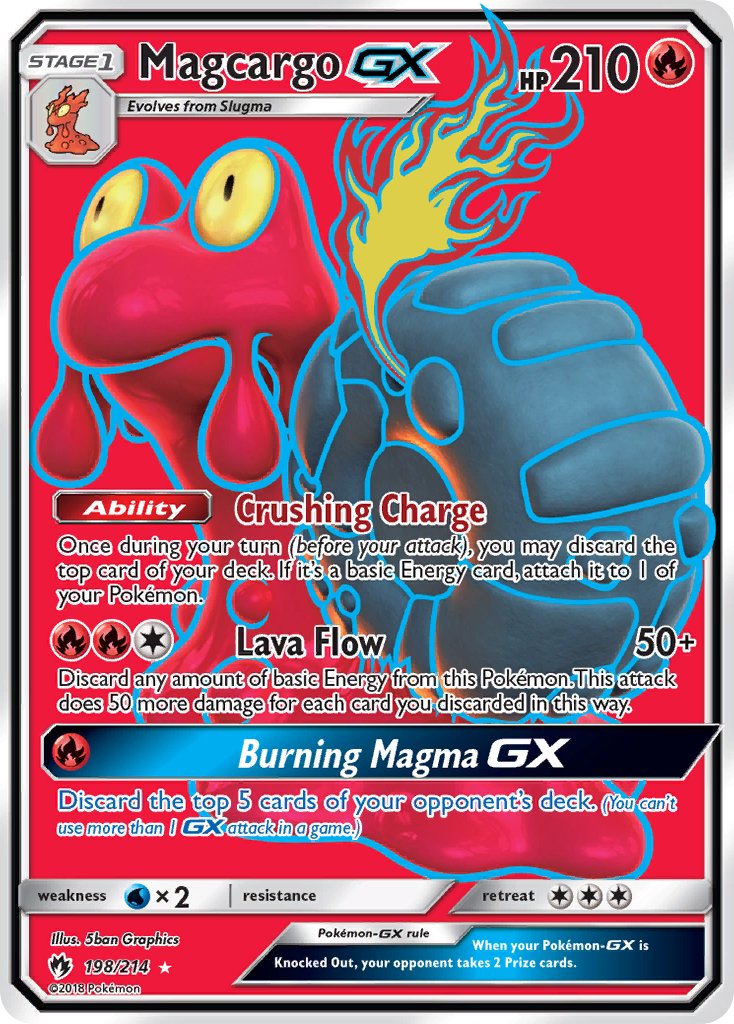 STAGE 1 Magcargo GX HP 210
Evolves from Slugma
Ability Crushing Charge
Once during your turn (before your attack), you may discard the
top card of your deck. If it's a basic Energy card, attach it to 1 of
your Pokémon.
Lava Flow 50+
Discard any amount of basic Energy from this Pokémon. This attack
does 50 more damage for each card you discarded in this way.
Burning Magma GX
Discard the top 5 cards of your opponent's deck. (You can't
use more than 1 GX attack in a game.)
weakness × 2 resistance retreat
Illus. 5ban Graphics
198/214
©2018 Pokémon
Pokémon-GX rule
When your Pokémon-GX is
Knocked Out, your opponent takes 2 Prize cards.